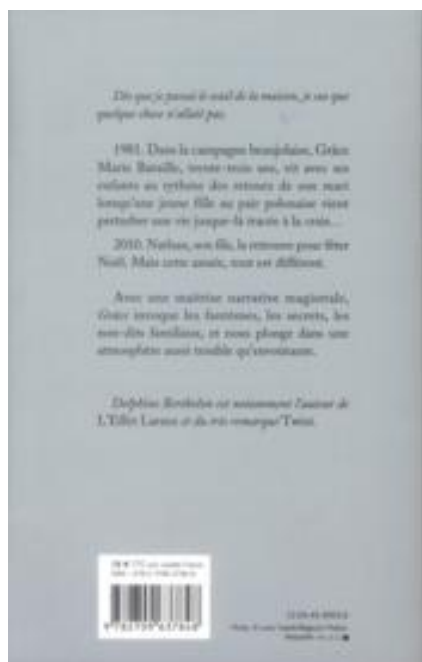 Dès que je passai le seuil de la maison, je sus que
quelque chose n'allait pas.
1981. Dans la campagne beaujolaise, Grâce
Marie Bataille, trente-trois ans, vit avec ses
enfants au rythme des retours de son mari
lorsqu'une jeune fille au pair polonaise vient
perturber une vie jusque-là tracée à la craie...
2010. Nathan, son fils, la retrouve pour fêter
Noël. Mais cette année, tout est différent.
Avec une maîtrise narrative magistrale,
Grâce invoque les fantômes, les secrets, les
non-dits familiaux, et nous plonge dans une
atmosphère aussi trouble qu'envoûtante.
Delphine Bertholon est notamment l'auteur de
L'Effet Larsen et du très remarqué Twist.